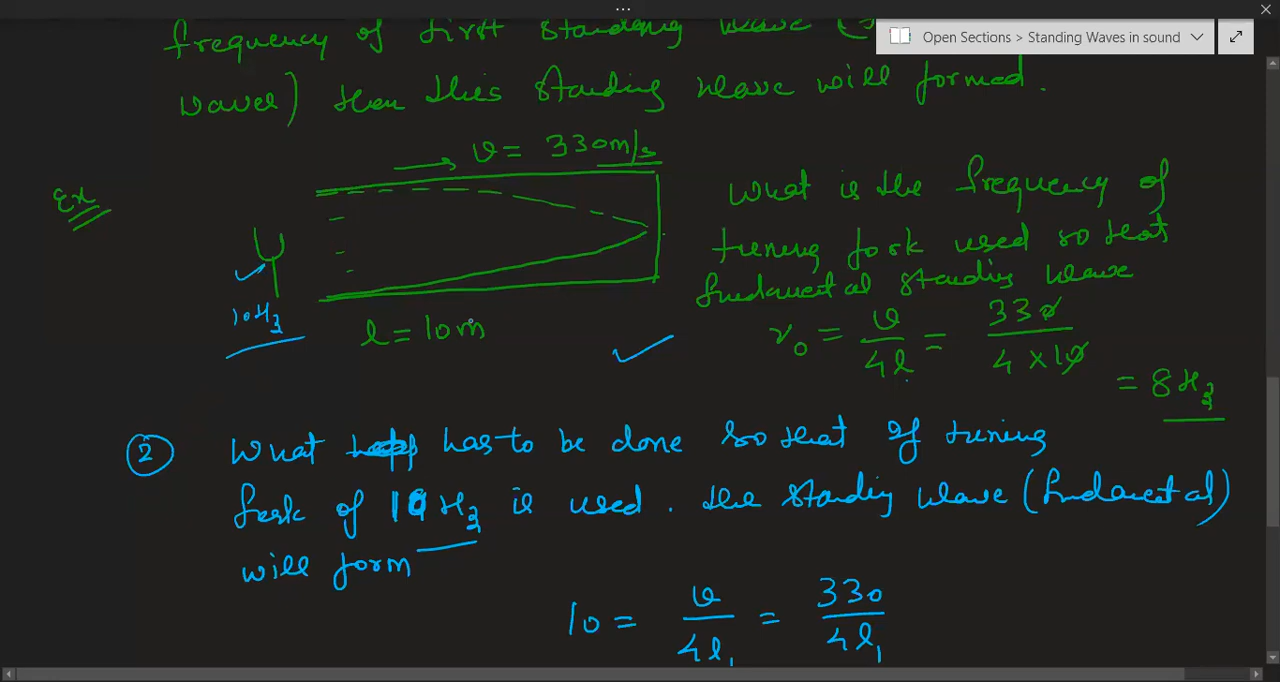 Open Sections > Standing Waves in sound
frequency of first standing wave
wave) then this standing wave will formed.
Ex
v = 330m/s
What is the frequency of
tuning fork used so that
fundamental standing wave
10Hz
l = 10m
ν₀ = v/4l = 330/4×10
= 8Hz
② What has to be done so that if tuning
fork of 10 Hz is used. the standing wave (fundamental)
will form
10 = v/4l₁ = 330/4l₁